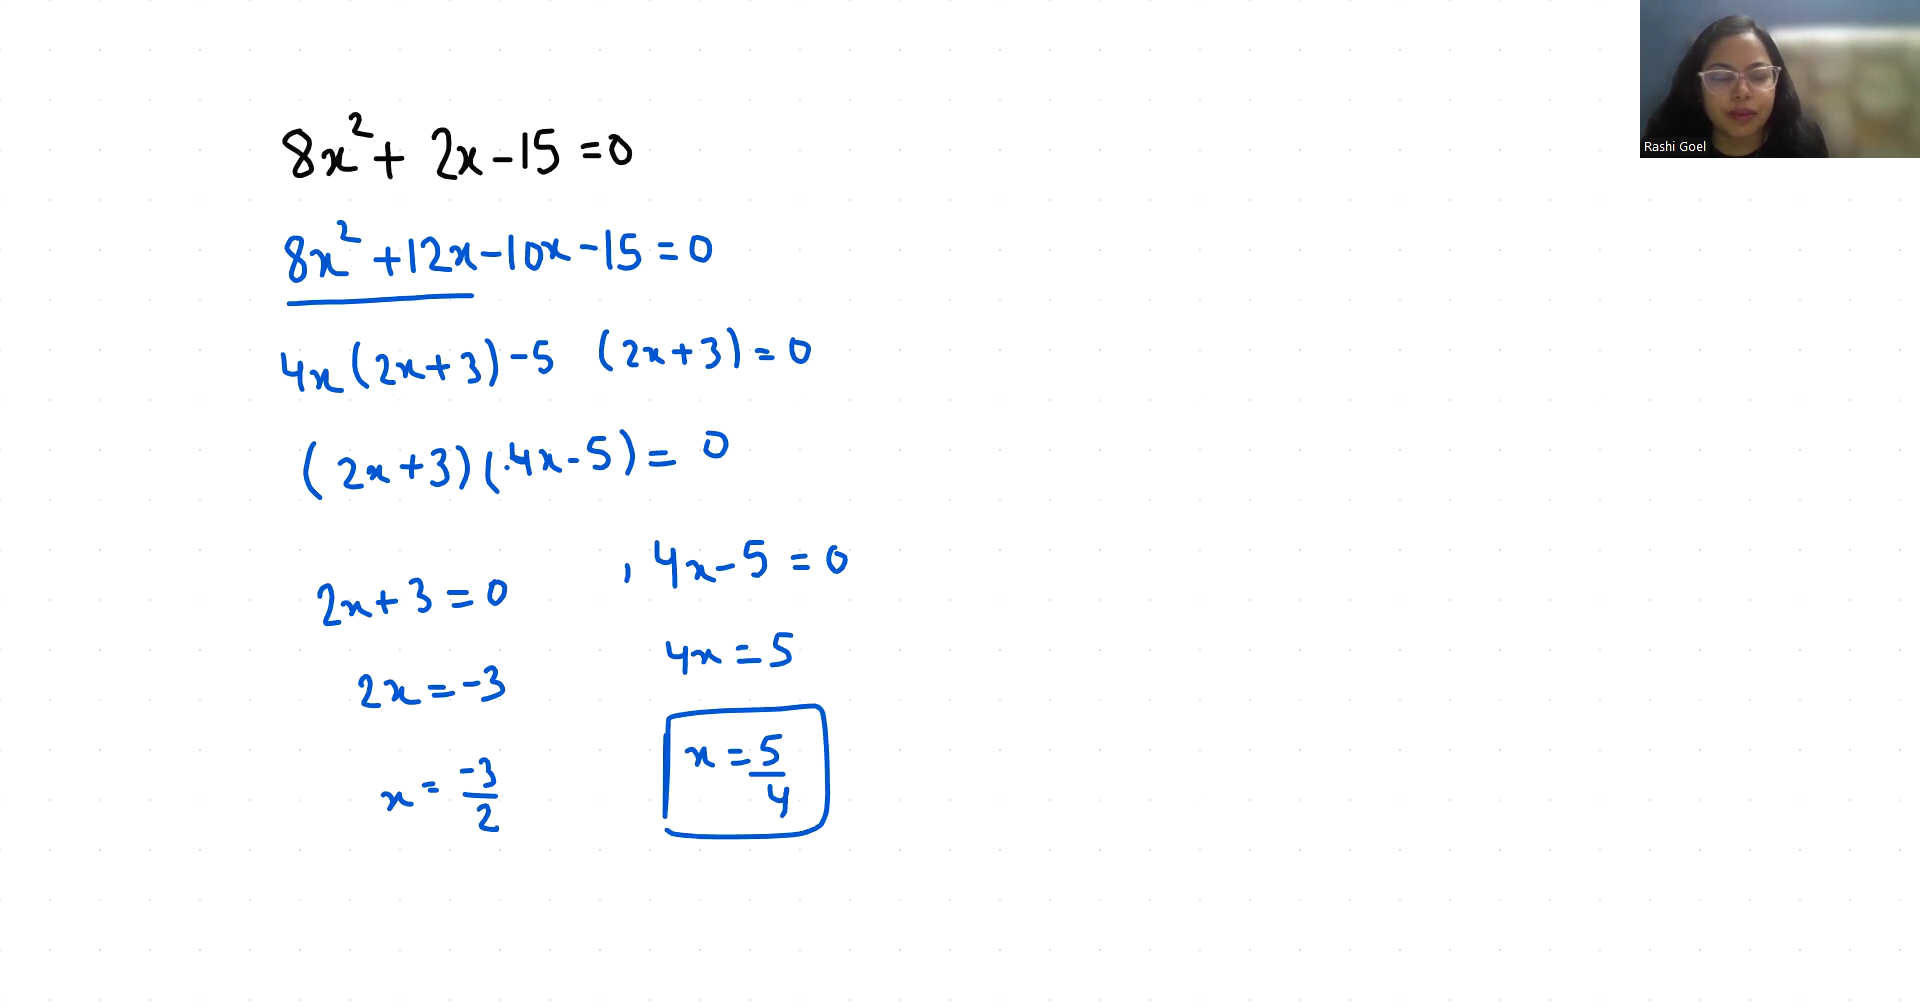 8x² + 2x - 15 = 0
8x² + 12x - 10x - 15 = 0
4x (2x + 3) - 5 (2x + 3) = 0
(2x + 3) (4x - 5) = 0
2x + 3 = 0 , 4x - 5 = 0
2x = -3 4x = 5
x = -3/2 x = 5/4
Rashi Goel